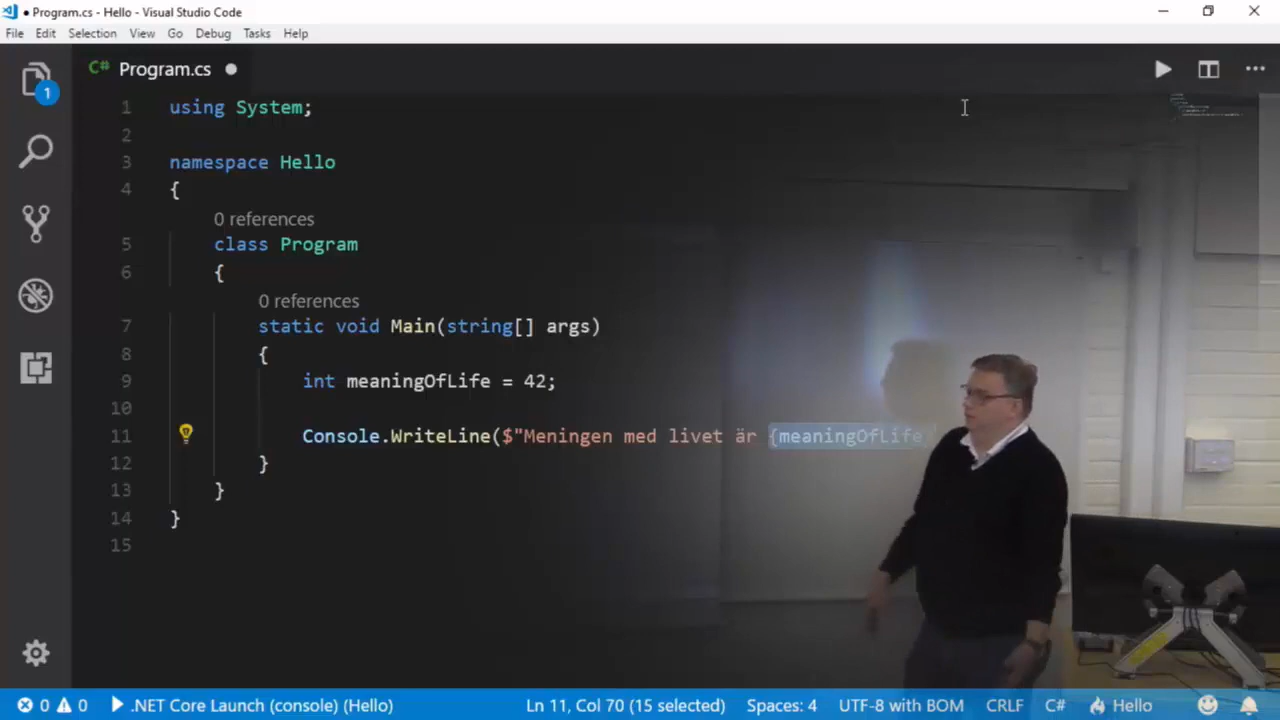 Program.cs - Hello - Visual Studio Code
File Edit Selection View Go Debug Tasks Help
1
C# Program.cs
1 using System;
2
3 namespace Hello
4 {
0 references
5 class Program
6 {
0 references
7 static void Main(string[] args)
8 {
9 int meaningOfLife = 42;
10
11 Console.WriteLine($"Meningen med livet är {meaningOfLife
12 }
13 }
14 }
15
0 0 .NET Core Launch (console) (Hello) Ln 11, Col 70 (15 selected) Spaces: 4 UTF-8 with BOM CRLF C# Hello